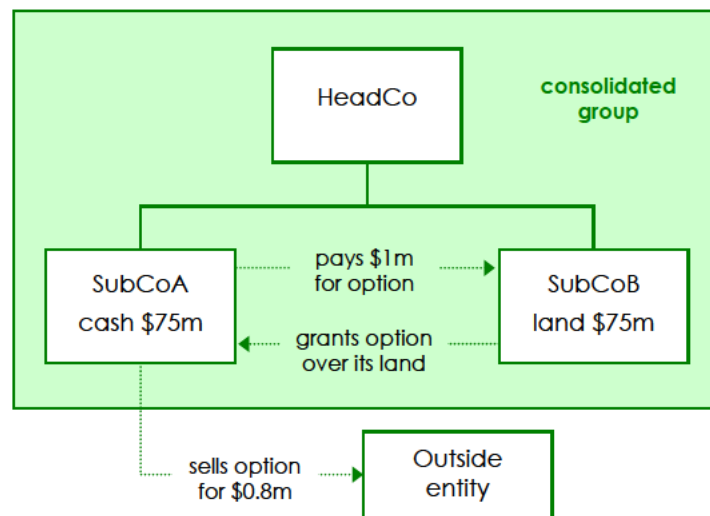 HeadCo
consolidated
group
SubCoA
cash $75m
pays $1m
for option
grants option
over its land
SubCoB
land $75m
sells option
for $0.8m
Outside
entity